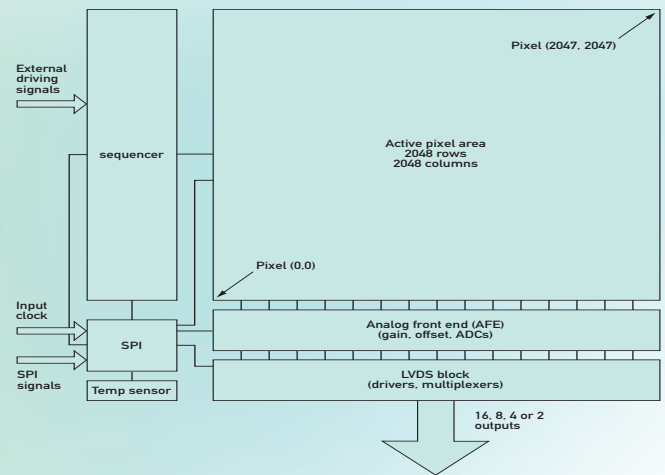 Pixel (2047, 2047)
External
driving
signals
sequencer
Active pixel area
2048 rows
2048 columns
Pixel (0,0)
Input
clock
SPI
SPI
signals
Temp sensor
Analog front end (AFE)
(gain, offset, ADCs)
LVDS block
(drivers, multiplexers)
16, 8, 4 or 2
outputs